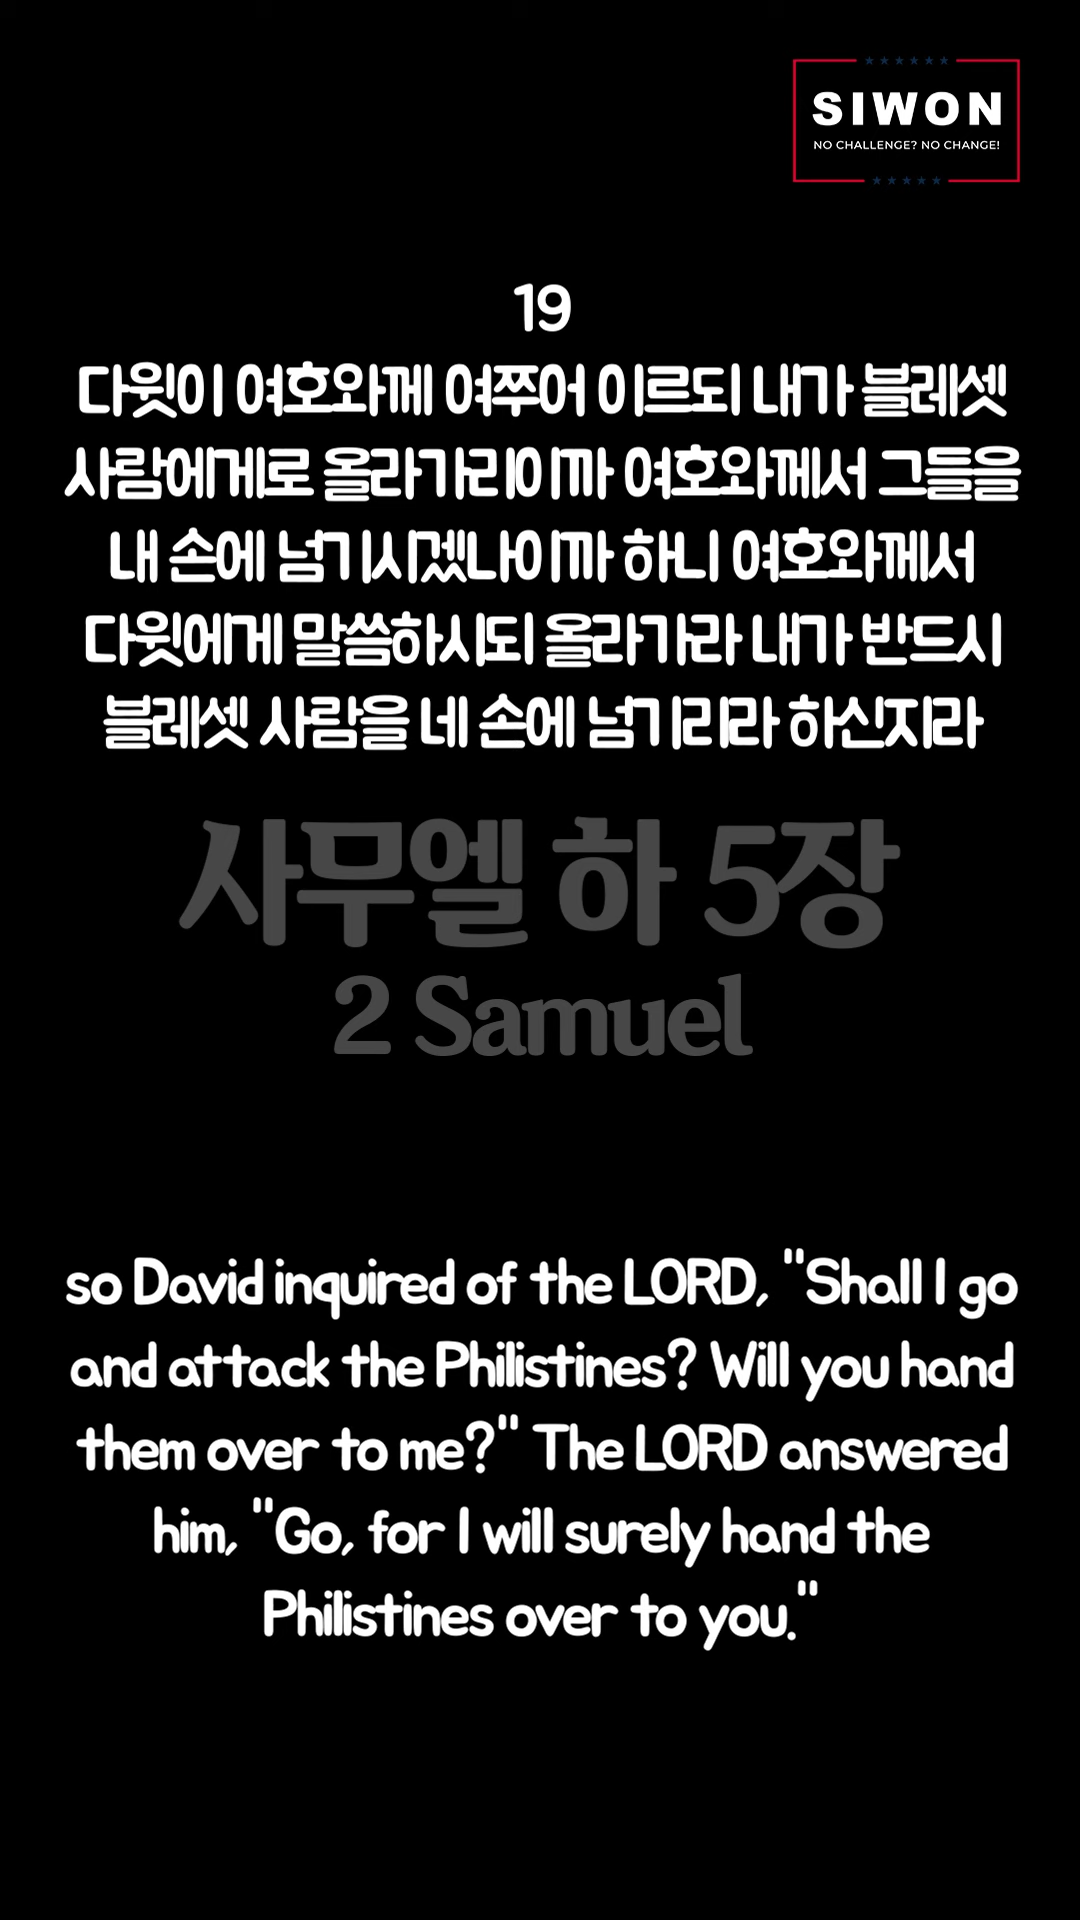 SIWON
NO CHALLENGE? NO CHANGE!
19
다윗이 여호와께 여쭈어 이르되 내가 블레셋
사람에게로 올라가리이까 여호와께서 그들을
내 손에 넘기시겠나이까 하니 여호와께서
다윗에게 말씀하시되 올라가라 내가 반드시
블레셋 사람을 네 손에 넘기리라 하신지라
사무엘 하 5장
2 Samuel
so David inquired of the LORD, "Shall I go
and attack the Philistines? Will you hand
them over to me?" The LORD answered
him, "Go, for I will surely hand the
Philistines over to you."